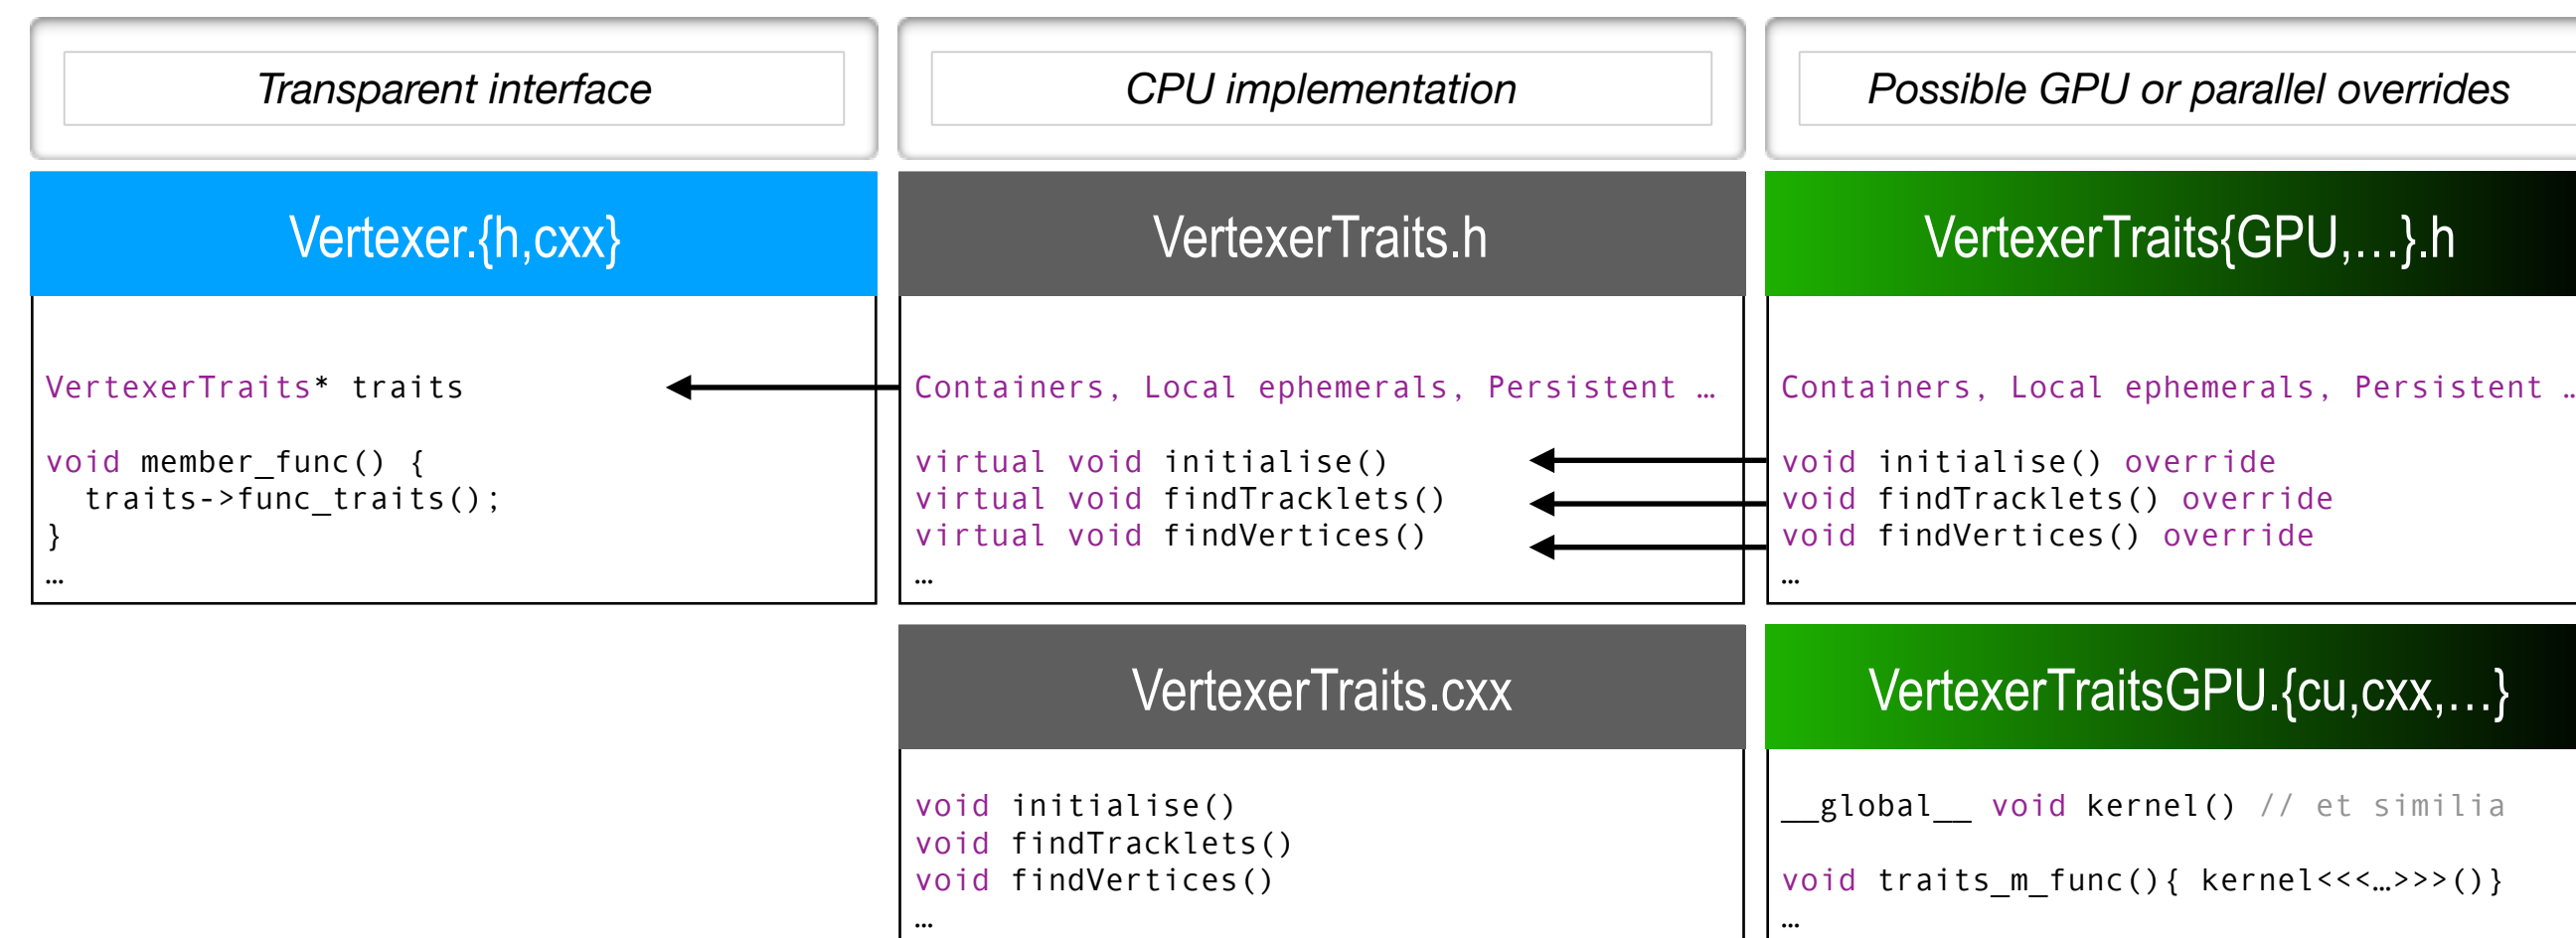 Transparent interface
CPU implementation
Possible GPU or parallel overrides
Vertexer.{h,cxx}
VertexerTraits* traits
void member_func() {
  traits->func_traits();
}
…
VertexerTraits.h
Containers, Local ephemerals, Persistent …
virtual void initialise()
virtual void findTracklets()
virtual void findVertices()
…
VertexerTraits{GPU,…}.h
Containers, Local ephemerals, Persistent …
void initialise() override
void findTracklets() override
void findVertices() override
…
VertexerTraits.cxx
void initialise()
void findTracklets()
void findVertices()
…
VertexerTraitsGPU.{cu,cxx,…}
__global__ void kernel() // et similia
void traits_m_func(){ kernel<<<…>>>()}
…